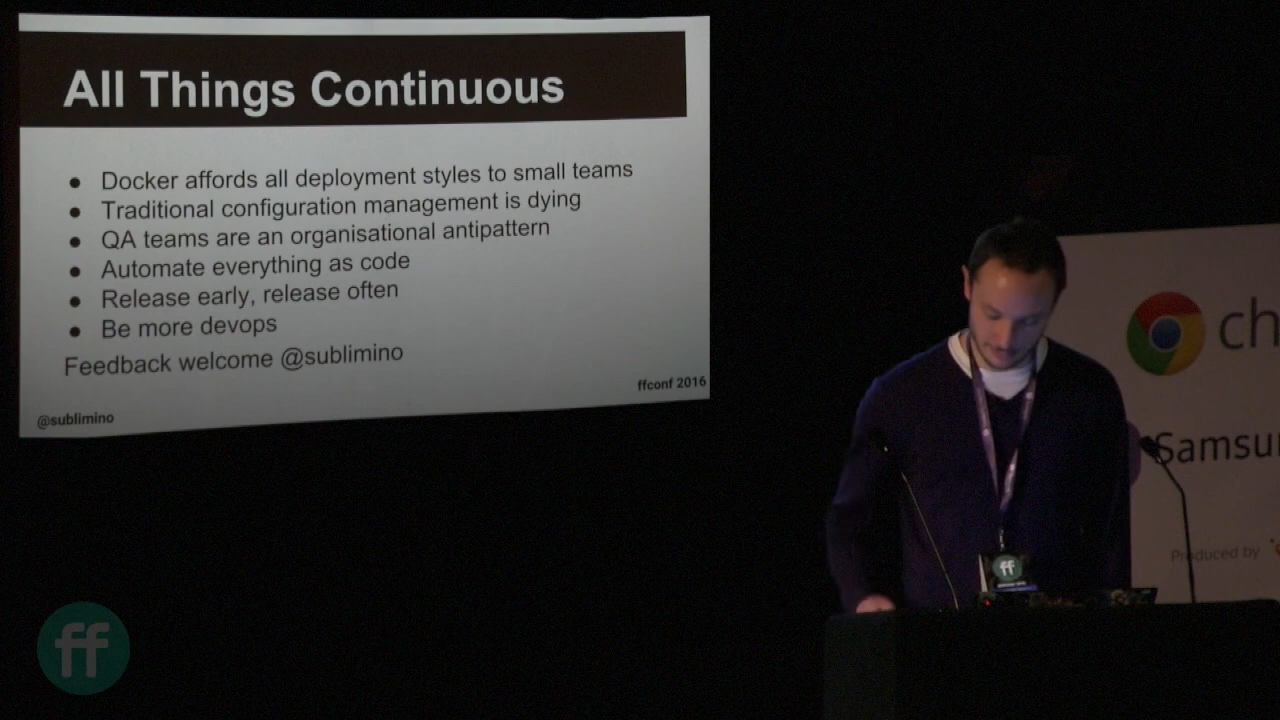 All Things Continuous
● Docker affords all deployment styles to small teams
● Traditional configuration management is dying
● QA teams are an organisational antipattern
● Automate everything as code
● Release early, release often
● Be more devops
Feedback welcome @sublimino
ffconf 2016
@sublimino
ch
Samsu
Produced by
ff
ff